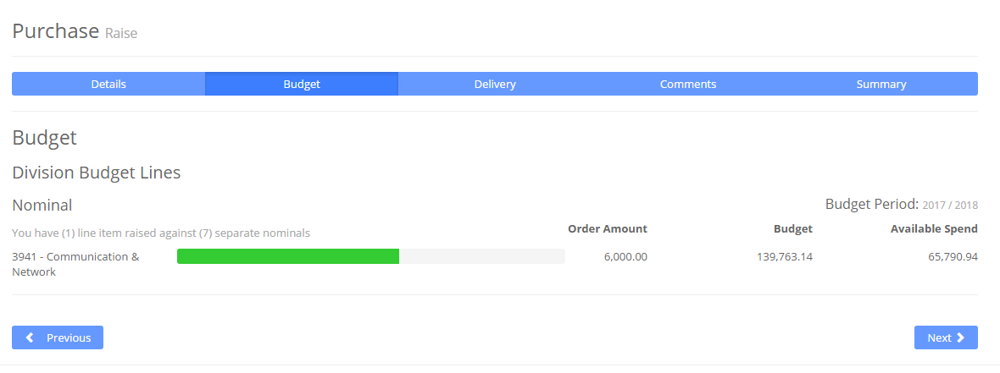 Purchase Raise
Details Budget Delivery Comments Summary
Budget
Division Budget Lines
Nominal Budget Period: 2017 / 2018
You have (1) line item raised against (7) separate nominals Order Amount Budget Available Spend
3941 - Communication & 6,000.00 139,763.14 65,790.94
Network
Previous Next